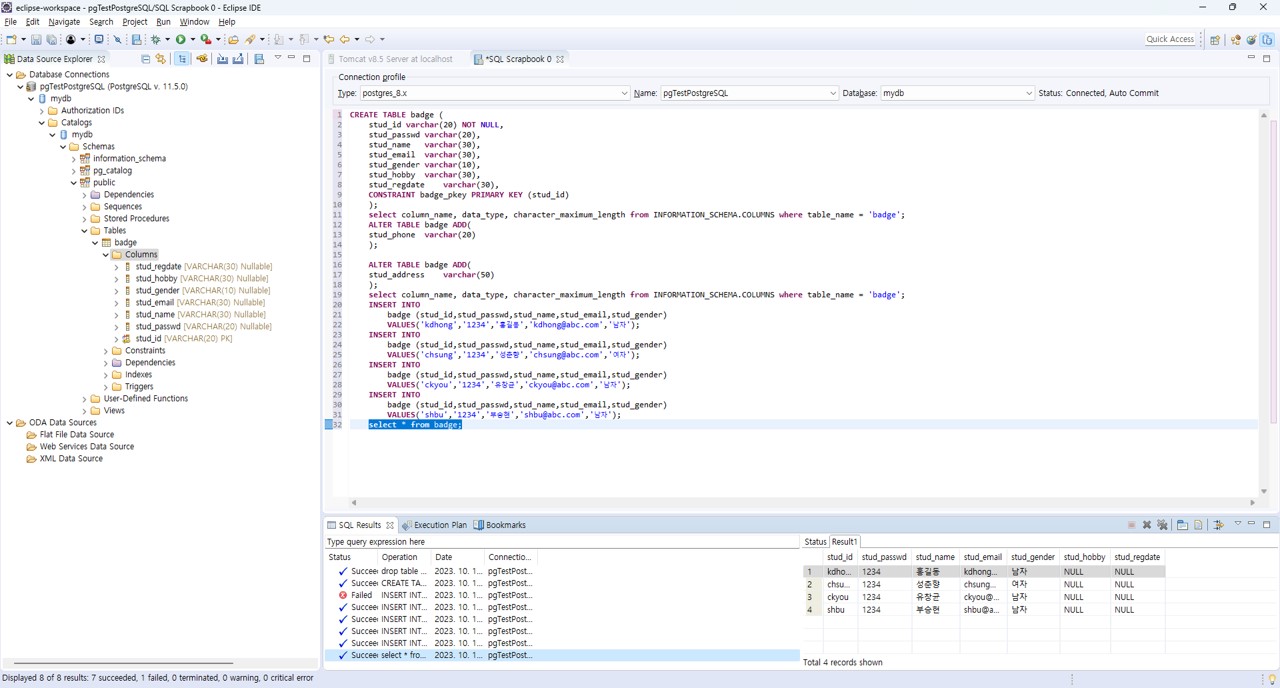 eclipse-workspace - pgTestPostgreSQL/SQL Scrapbook 0 - Eclipse IDE
File Edit Navigate Search Project Run Window Help
Quick Access
Data Source Explorer
Database Connections
pgTestPostgreSQL (PostgreSQL v. 11.5.0)
mydb
Authorization IDs
Catalogs
mydb
Schemas
information_schema
pg_catalog
public
Dependencies
Sequences
Stored Procedures
Tables
badge
Columns
stud_regdate [VARCHAR(30) Nullable]
stud_hobby [VARCHAR(30) Nullable]
stud_gender [VARCHAR(10) Nullable]
stud_email [VARCHAR(30) Nullable]
stud_name [VARCHAR(30) Nullable]
stud_passwd [VARCHAR(20) Nullable]
stud_id [VARCHAR(20) PK]
Constraints
Dependencies
Indexes
Triggers
User-Defined Functions
Views
ODA Data Sources
Flat File Data Source
Web Services Data Source
XML Data Source
Tomcat v8.5 Server at localhost *SQL Scrapbook 0
Connection profile
Type: postgres_8.x Name: pgTestPostgreSQL Database: mydb Status: Connected, Auto Commit
1 CREATE TABLE badge (
2 stud_id varchar(20) NOT NULL,
3 stud_passwd varchar(20),
4 stud_name varchar(30),
5 stud_email varchar(30),
6 stud_gender varchar(10),
7 stud_hobby varchar(30),
8 stud_regdate varchar(30),
9 CONSTRAINT badge_pkey PRIMARY KEY (stud_id)
10 );
11 select column_name, data_type, character_maximum_length from INFORMATION_SCHEMA.COLUMNS where table_name = 'badge';
12 ALTER TABLE badge ADD(
13 stud_phone varchar(20)
14 );
15
16 ALTER TABLE badge ADD(
17 stud_address varchar(50)
18 );
19 select column_name, data_type, character_maximum_length from INFORMATION_SCHEMA.COLUMNS where table_name = 'badge';
20 INSERT INTO
21 badge (stud_id,stud_passwd,stud_name,stud_email,stud_gender)
22 VALUES('kdhong','1234','홍길동','kdhong@abc.com','남자');
23 INSERT INTO
24 badge (stud_id,stud_passwd,stud_name,stud_email,stud_gender)
25 VALUES('chsung','1234','성춘향','chsung@abc.com','여자');
26 INSERT INTO
27 badge (stud_id,stud_passwd,stud_name,stud_email,stud_gender)
28 VALUES('ckyou','1234','유창균','ckyou@abc.com','남자');
29 INSERT INTO
30 badge (stud_id,stud_passwd,stud_name,stud_email,stud_gender)
31 VALUES('shbu','1234','부승현','shbu@abc.com','남자');
32 select * from badge;
SQL Results Execution Plan Bookmarks
Type query expression here
Status Operation Date Connectio...
Succee drop table ... 2023. 10. 1... pgTestPost...
Succee CREATE TA... 2023. 10. 1... pgTestPost...
Failed INSERT INT... 2023. 10. 1... pgTestPost...
Succee INSERT INT... 2023. 10. 1... pgTestPost...
Succee INSERT INT... 2023. 10. 1... pgTestPost...
Succee INSERT INT... 2023. 10. 1... pgTestPost...
Succee INSERT INT... 2023. 10. 1... pgTestPost...
Succee select * fro... 2023. 10. 1... pgTestPost...
Status Result1
stud_id stud_passwd stud_name stud_email stud_gender stud_hobby stud_regdate
1 kdho... 1234 홍길동 kdhong... 남자 NULL NULL
2 chsu... 1234 성춘향 chsung... 여자 NULL NULL
3 ckyou 1234 유창균 ckyou@... 남자 NULL NULL
4 shbu 1234 부승현 shbu@a... 남자 NULL NULL
Total 4 records shown
Displayed 8 of 8 results: 7 succeeded, 1 failed, 0 terminated, 0 warning, 0 critical error